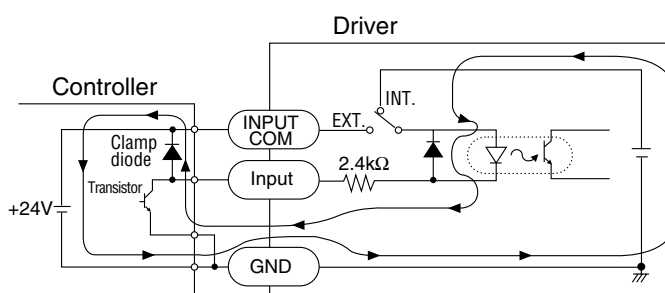 Driver
Controller
INPUT
COM
EXT.
INT.
Clamp
diode
Input
2.4kΩ
Transistor
+24V
GND